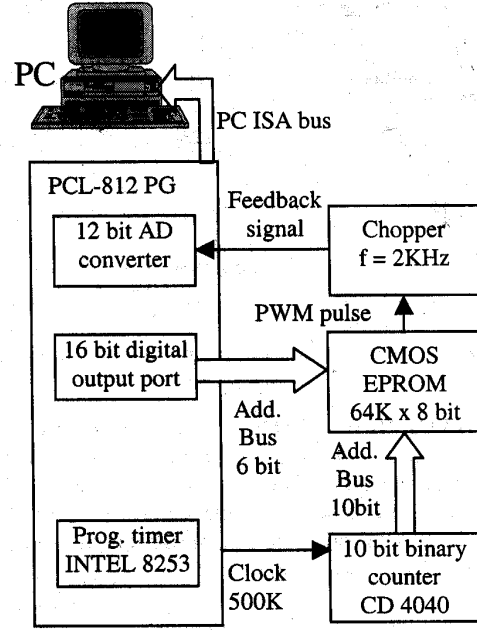 PC
PC ISA bus
PCL-812 PG
12 bit AD
converter
Feedback
signal
Chopper
f = 2KHz
PWM pulse
16 bit digital
output port
Add.
Bus
6 bit
CMOS
EPROM
64K x 8 bit
Add.
Bus
10bit
Prog. timer
INTEL 8253
Clock
500K
10 bit binary
counter
CD 4040